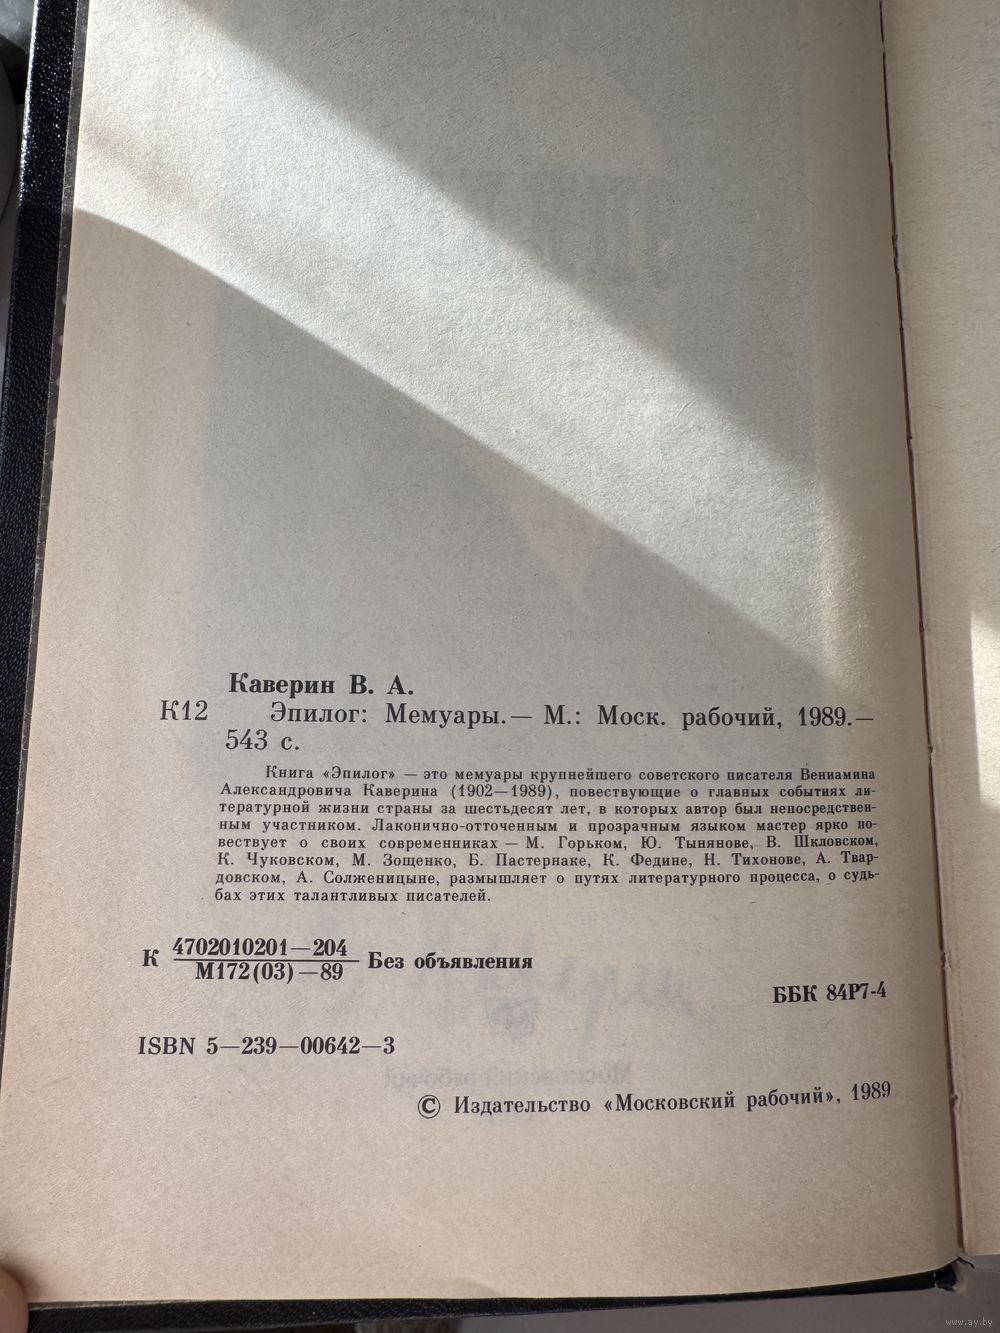 Каверин В. А.
К12 Эпилог: Мемуары.— М.: Моск. рабочий, 1989.—
543 с.
Книга «Эпилог» — это мемуары крупнейшего советского писателя Вениамина
Александровича Каверина (1902—1989), повествующие о главных событиях ли-
тературной жизни страны за шестьдесят лет, в которых автор был непосредствен-
ным участником. Лаконично-отточенным и прозрачным языком мастер ярко по-
вествует о своих современниках — М. Горьком, Ю. Тынянове, В. Шкловском,
К. Чуковском, М. Зощенко, Б. Пастернаке, К. Федине, Н. Тихонове, А. Твар-
довском, А. Солженицыне, размышляет о путях литературного процесса, о судь-
бах этих талантливых писателей.
К 4702010201—204
М172(03)—89 Без объявления
ББК 84Р7-4
ISBN 5—239—00642—3
© Издательство «Московский рабочий», 1989
www.ay.by